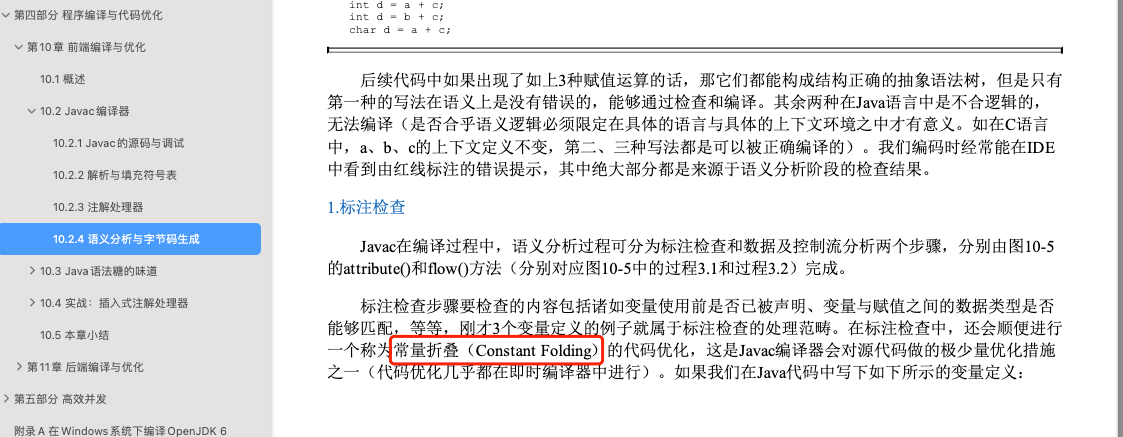 第四部分 程序编译与代码优化
第10章 前端编译与优化
10.1 概述
10.2 Javac编译器
10.2.1 Javac的源码与调试
10.2.2 解析与填充符号表
10.2.3 注解处理器
10.2.4 语义分析与字节码生成
10.3 Java语法糖的味道
10.4 实战：插入式注解处理器
10.5 本章小结
第11章 后端编译与优化
第五部分 高效并发
附录A 在Windows系统下编译OpenJDK 6
int d = a + c;
int d = b + c;
char d = a + c;
后续代码中如果出现了如上3种赋值运算的话，那它们都能构成结构正确的抽象语法树，但是只有
第一种的写法在语义上是没有错误的，能够通过检查和编译。其余两种在Java语言中是不合逻辑的，
无法编译（是否合乎语义逻辑必须限定在具体的语言与具体的上下文环境之中才有意义。如在C语言
中，a、b、c的上下文定义不变，第二、三种写法都是可以被正确编译的）。我们编码时经常能在IDE
中看到由红线标注的错误提示，其中绝大部分都是来源于语义分析阶段的检查结果。
1.标注检查
Javac在编译过程中，语义分析过程可分为标注检查和数据及控制流分析两个步骤，分别由图10-5
的attribute()和flow()方法（分别对应图10-5中的过程3.1和过程3.2）完成。
标注检查步骤要检查的内容包括诸如变量使用前是否已被声明、变量与赋值之间的数据类型是否
能够匹配，等等，刚才3个变量定义的例子就属于标注检查的处理范畴。在标注检查中，还会顺便进行
一个称为常量折叠（Constant Folding）的代码优化，这是Javac编译器会对源代码做的极少量优化措施
之一（代码优化几乎都在即时编译器中进行）。如果我们在Java代码中写下如下所示的变量定义：